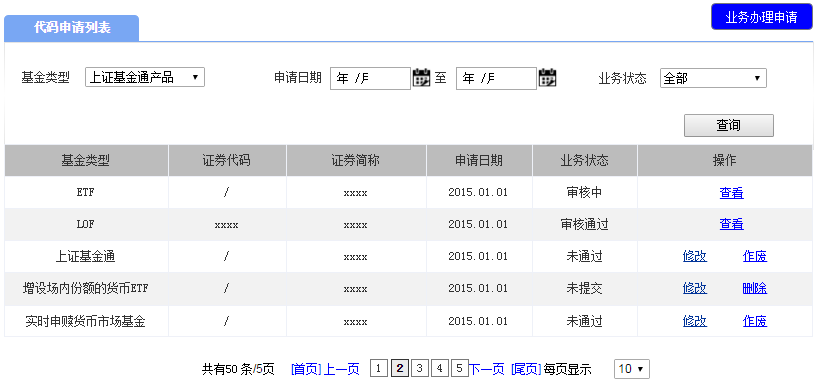 业务办理申请
代码申请列表
基金类型 上证基金通产品 申请日期 年 /月 至 年 /月 业务状态 全部
查询
基金类型 证券代码 证券简称 申请日期 业务状态 操作
ETF / xxxx 2015.01.01 审核中 查看
LOF xxxx xxxx 2015.01.01 审核通过 查看
上证基金通 / xxxx 2015.01.01 未通过 修改 作废
增设场内份额的货币ETF / xxxx 2015.01.01 未提交 修改 删除
实时申赎货币市场基金 / xxxx 2015.01.01 未通过 修改 作废
共有50 条/5页 [首页] 上一页 1 2 3 4 5 下一页 [尾页] 每页显示 10